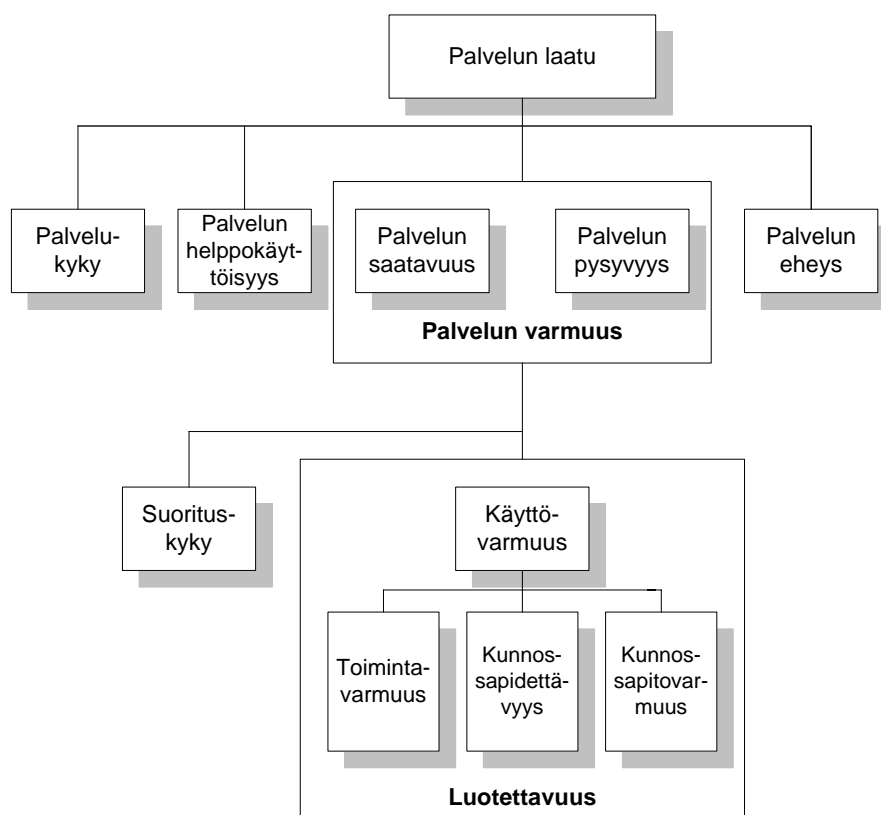 Palvelun laatu
Palvelu-
kyky
Palvelun
helppokäyt-
töisyys
Palvelun
saatavuus
Palvelun
pysyvyys
Palvelun
eheys
Palvelun varmuus
Suoritus-
kyky
Käyttö-
varmuus
Toiminta-
varmuus
Kunnos-
sapidettä-
vyys
Kunnos-
sapitovar-
muus
Luotettavuus